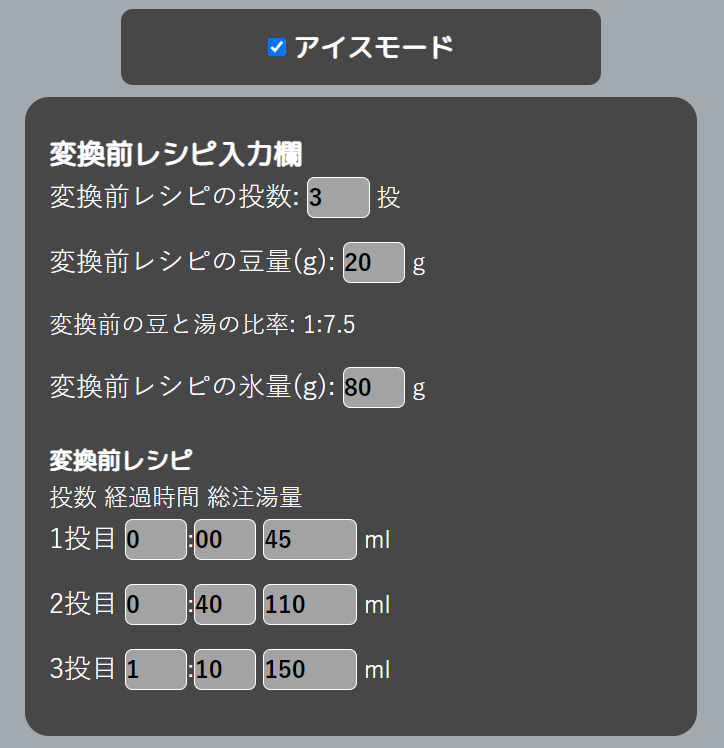 アイスモード
変換前レシピ入力欄
変換前レシピの投数: 3 投
変換前レシピの豆量(g): 20 g
変換前の豆と湯の比率: 1:7.5
変換前レシピの氷量(g): 80 g
変換前レシピ
投数 経過時間 総注湯量
1投目 0:00 45 ml
2投目 0:40 110 ml
3投目 1:10 150 ml